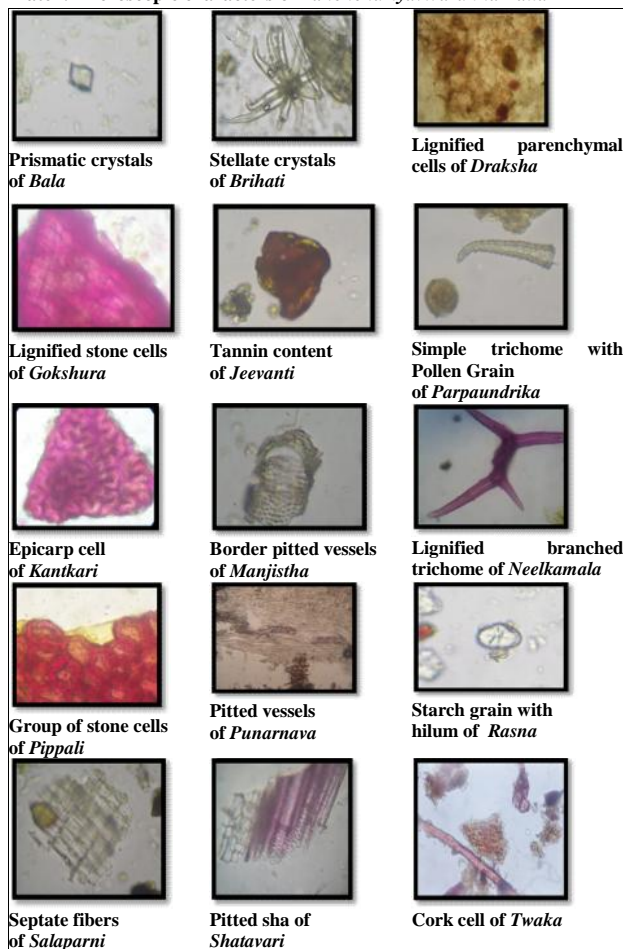 Prismatic crystals
of Bala
Stellate crystals
of Brihati
Lignified parenchymal
cells of Draksha
Lignified stone cells
of Gokshura
Tannin content
of Jeevanti
Simple trichome with
Pollen Grain
of Parpaundrika
Epicarp cell
of Kantkari
Border pitted vessels
of Manjistha
Lignified branched
trichome of Neelkamala
Group of stone cells
of Pippali
Pitted vessels
of Punarnava
Starch grain with
hilum of Rasna
Septate fibers
of Salaparni
Pitted sha of
Shatavari
Cork cell of Twaka